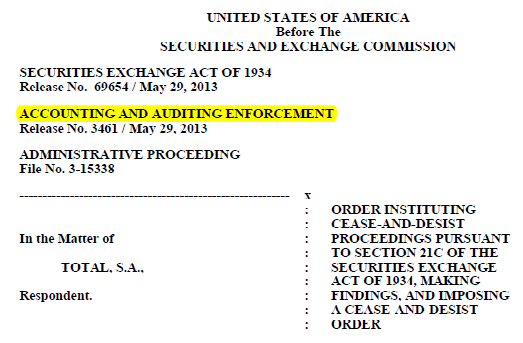 UNITED STATES OF AMERICA
Before The
SECURITIES AND EXCHANGE COMMISSION
SECURITIES EXCHANGE ACT OF 1934
Release No. 69654 / May 29, 2013
ACCOUNTING AND AUDITING ENFORCEMENT
Release No. 3461 / May 29, 2013
ADMINISTRATIVE PROCEEDING
File No. 3-15338
------------------------------------------------------------ x
: ORDER INSTITUTING
: CEASE-AND-DESIST
In the Matter of : PROCEEDINGS PURSUANT
: TO SECTION 21C OF THE
TOTAL, S.A., : SECURITIES EXCHANGE
: ACT OF 1934, MAKING
Respondent. : FINDINGS, AND IMPOSING
: A CEASE AND DESIST
: ORDER